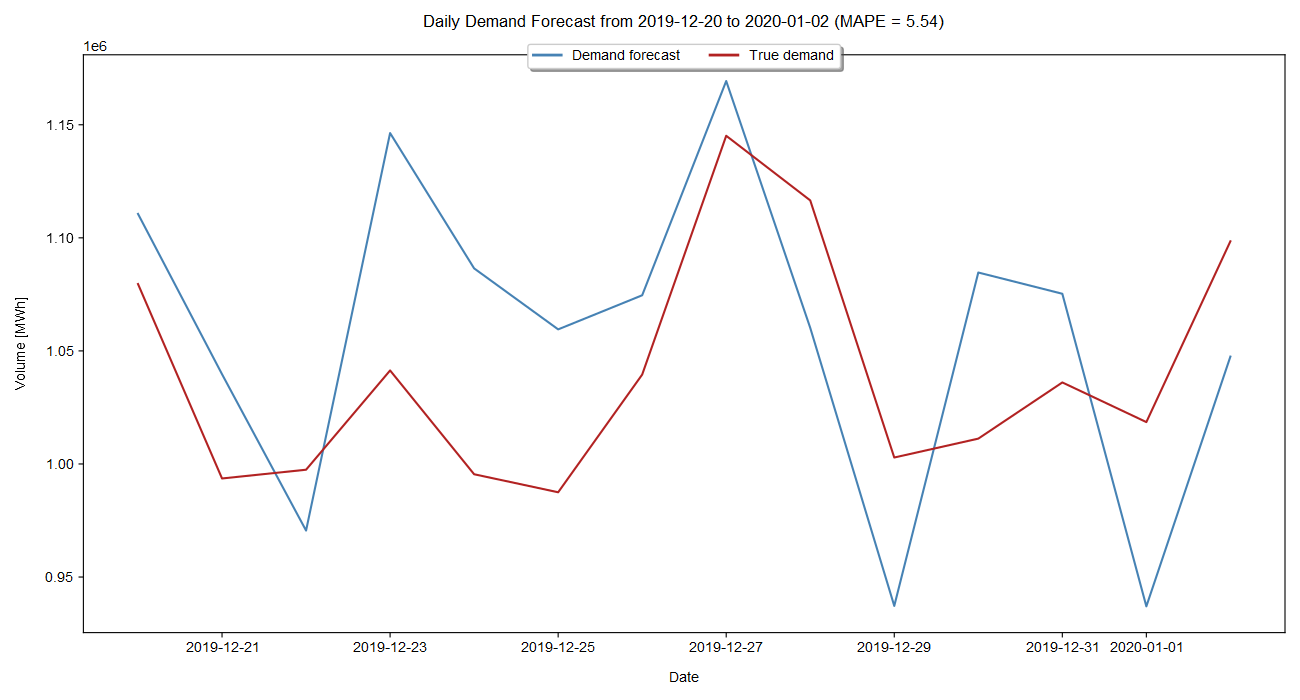 Daily Demand Forecast from 2019-12-20 to 2020-01-02 (MAPE = 5.54)
1e6
Demand forecast True demand
1.15
1.10
1.05
1.00
0.95
Volume [MWh]
2019-12-21 2019-12-23 2019-12-25 2019-12-27 2019-12-29 2019-12-31 2020-01-01
Date